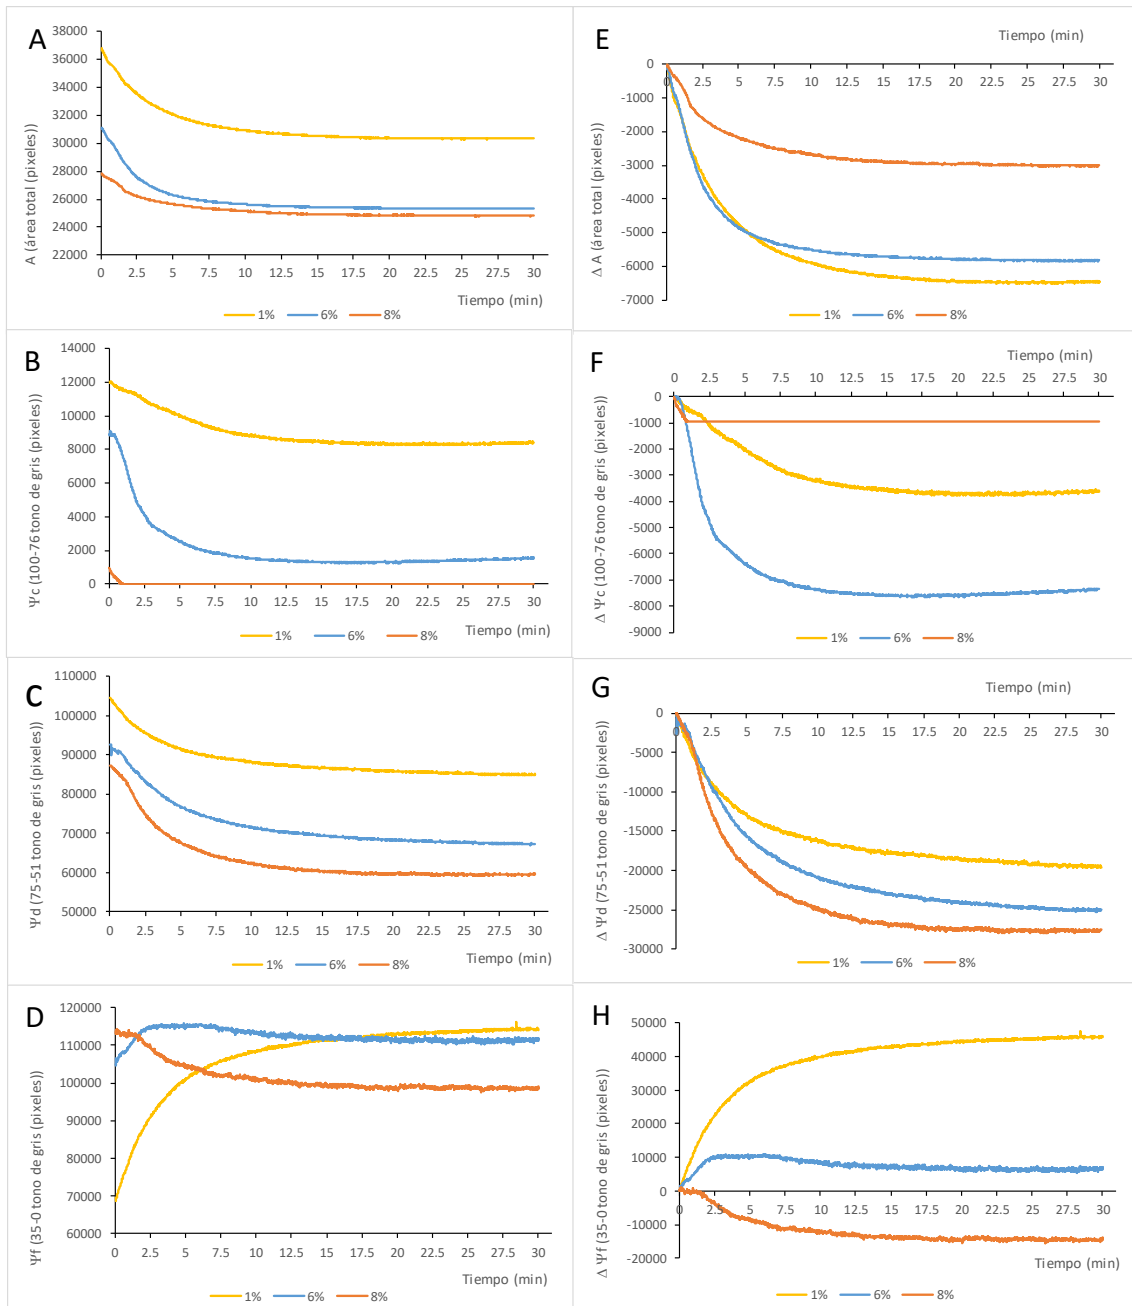 A
A (área total (pixeles))
38000
36000
34000
32000
30000
28000
26000
24000
22000
0 2.5 5 7.5 10 12.5 15 17.5 20 22.5 25 27.5 30
Tiempo (min)
1% 6% 8%
E
Tiempo (min)
Δ A (área total (pixeles))
0 2.5 5 7.5 10 12.5 15 17.5 20 22.5 25 27.5 30
0
-1000
-2000
-3000
-4000
-5000
-6000
-7000
1% 6% 8%
B
Ψc (100-76 tono de gris (pixeles))
14000
12000
10000
8000
6000
4000
2000
0
0 2.5 5 7.5 10 12.5 15 17.5 20 22.5 25 27.5 30
Tiempo (min)
1% 6% 8%
F
Tiempo (min)
Δ Ψc (100-76 tono de gris (pixeles))
0 2.5 5 7.5 10 12.5 15 17.5 20 22.5 25 27.5 30
0
-1000
-2000
-3000
-4000
-5000
-6000
-7000
-8000
-9000
1% 6% 8%
C
Ψd (75-51 tono de gris (pixeles))
110000
100000
90000
80000
70000
60000
50000
0 2.5 5 7.5 10 12.5 15 17.5 20 22.5 25 27.5 30
Tiempo (min)
1% 6% 8%
G
Tiempo (min)
Δ Ψd (75-51 tono de gris (pixeles))
0
0 2.5 5 7.5 10 12.5 15 17.5 20 22.5 25 27.5 30
-5000
-10000
-15000
-20000
-25000
-30000
1% 6% 8%
D
Ψf (35-0 tono de gris (pixeles))
120000
110000
100000
90000
80000
70000
60000
0 2.5 5 7.5 10 12.5 15 17.5 20 22.5 25 27.5 30
Tiempo (min)
1% 6% 8%
H
Δ Ψf (35-0 tono de gris (pixeles))
50000
40000
30000
20000
10000
0
0 2.5 5 7.5 10 12.5 15 17.5 20 22.5 25 27.5 30
-10000
-20000
Tiempo (min)
1% 6% 8%